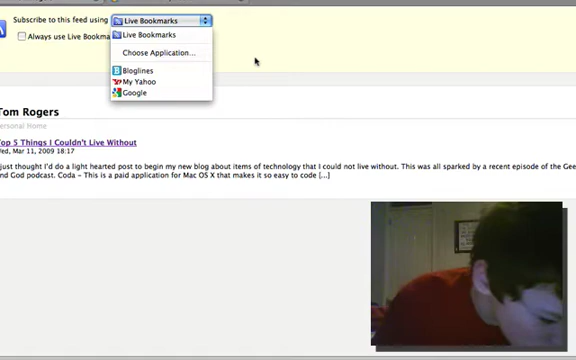 Subscribe to this feed using Live Bookmarks
Always use Live Bookma
Live Bookmarks
Choose Application...
Bloglines
My Yahoo
Google
Tom Rogers
Personal Home
Top 5 Things I Couldn't Live Without
Wed, Mar 11, 2009 18:17
just thought I'd do a light hearted post to begin my new blog about items of technology that I could not live without. This was all sparked by a recent episode of the Gee
nd God podcast. Coda - This is a paid application for Mac OS X that makes it so easy to code [...]